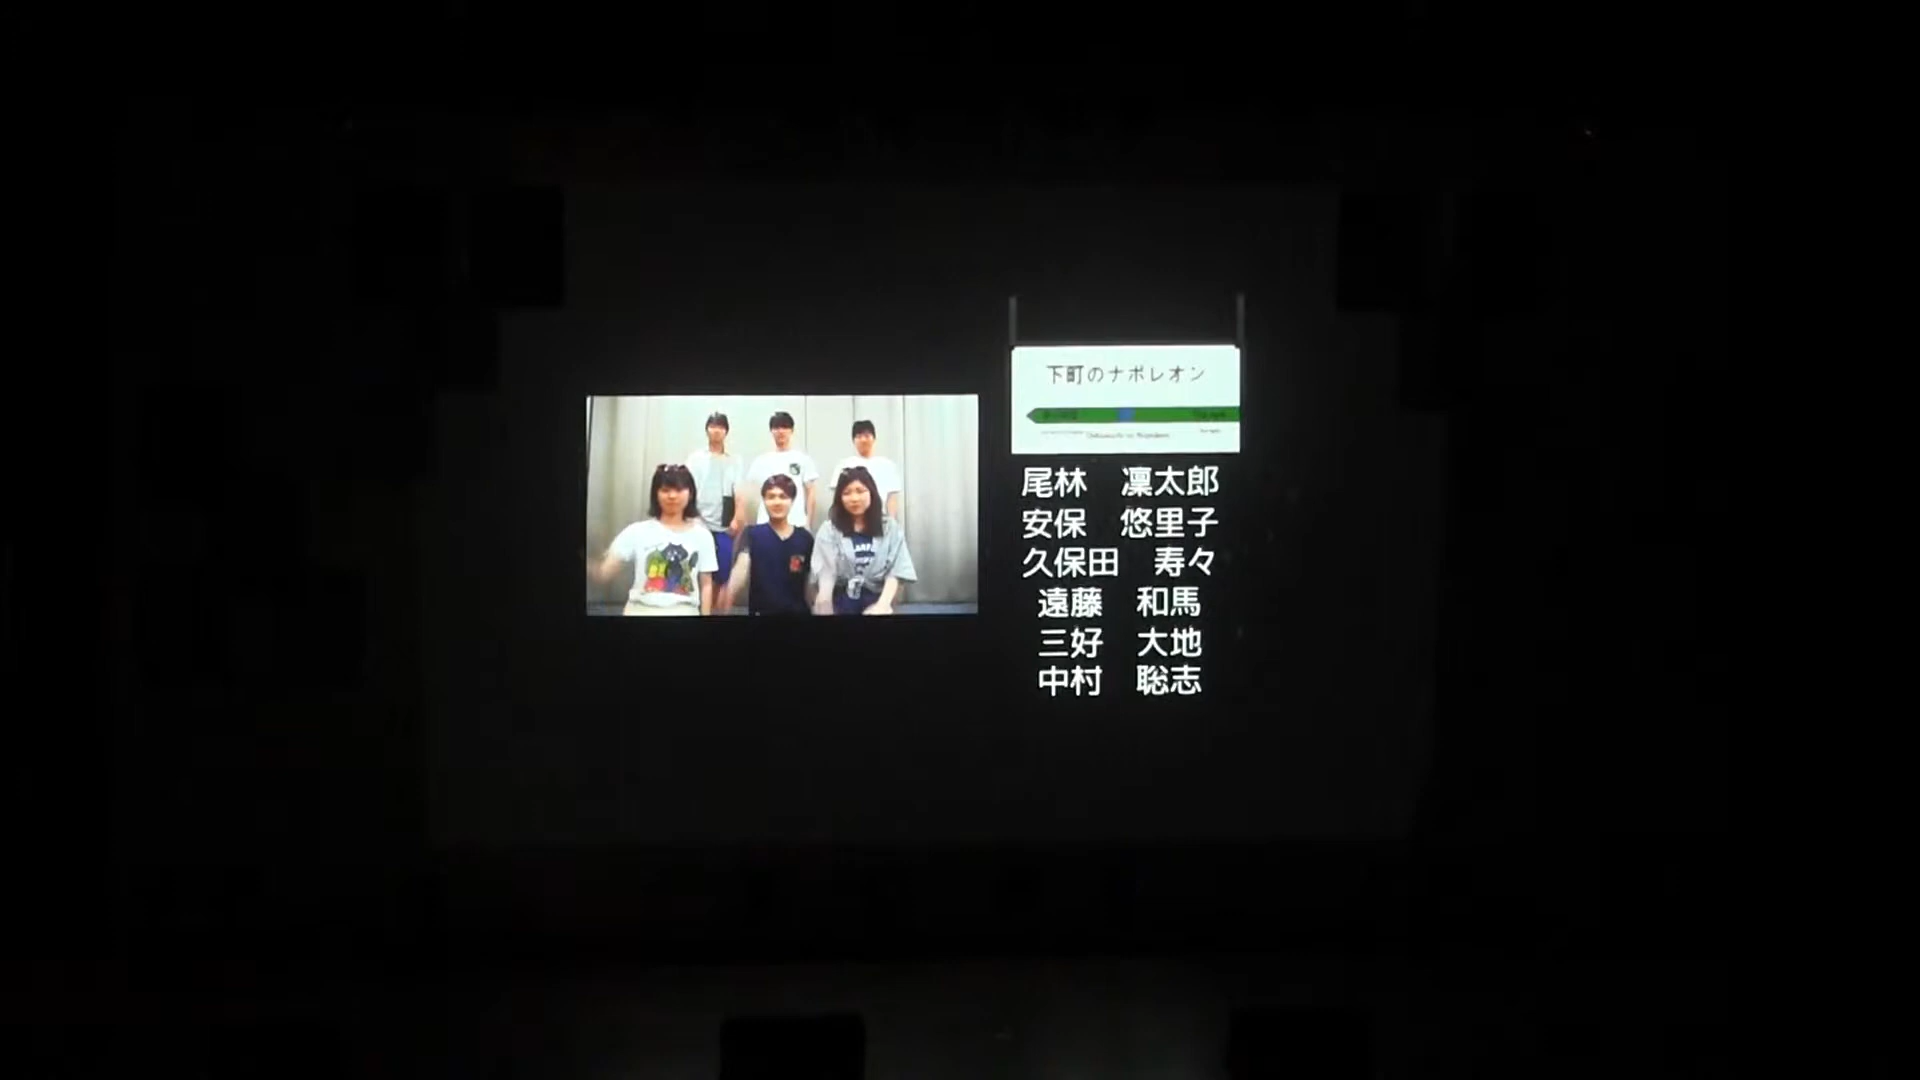 下町のナポレオン
尾林　凜太郎
安保　悠里子
久保田　寿々
遠藤　和馬
三好　大地
中村　聡志